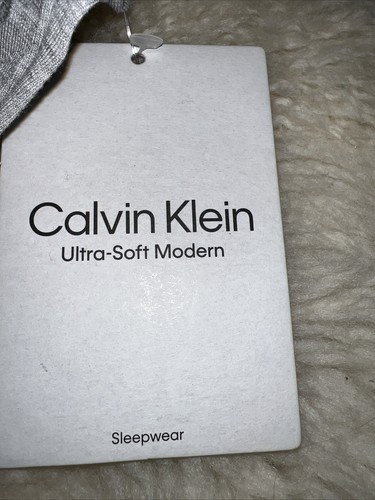 Calvin Klein
Ultra-Soft Modern
Sleepwear